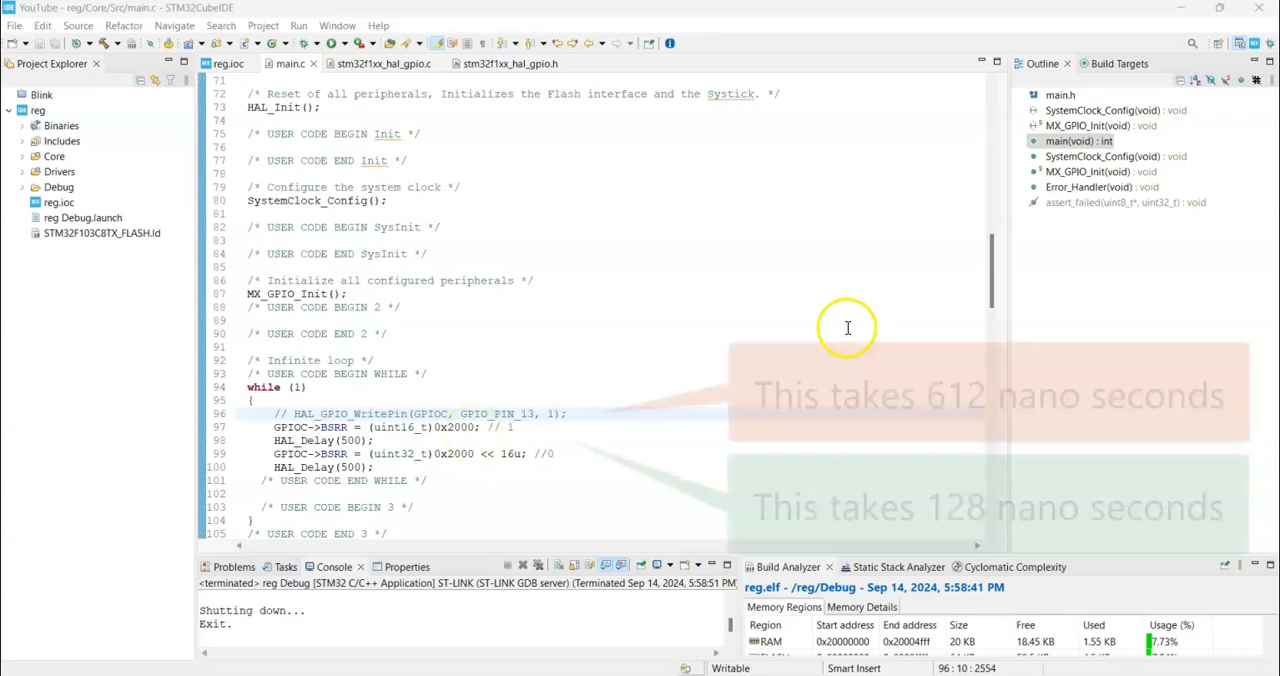 YouTube - reg/Core/Src/main.c - STM32CubeIDE
File Edit Source Refactor Navigate Search Project Run Window Help
Project Explorer
reg.ioc main.c stm32f1xx_hal_gpio.c stm32f1xx_hal_gpio.h
Outline Build Targets
Blink
reg
Binaries
Includes
Core
Drivers
Debug
reg.ioc
reg Debug.launch
STM32F103C8TX_FLASH.ld
71
72 /* Reset of all peripherals, Initializes the Flash interface and the Systick. */
73 HAL_Init();
74
75 /* USER CODE BEGIN Init */
76
77 /* USER CODE END Init */
78
79 /* Configure the system clock */
80 SystemClock_Config();
81
82 /* USER CODE BEGIN SysInit */
83
84 /* USER CODE END SysInit */
85
86 /* Initialize all configured peripherals */
87 MX_GPIO_Init();
88 /* USER CODE BEGIN 2 */
89
90 /* USER CODE END 2 */
91
92 /* Infinite loop */
93 /* USER CODE BEGIN WHILE */
94 while (1)
95 {
96 // HAL_GPIO_WritePin(GPIOC, GPIO_PIN_13, 1);
97 GPIOC->BSRR = (uint16_t)0x2000; // 1
98 HAL_Delay(500);
99 GPIOC->BSRR = (uint32_t)0x2000 << 16u; //0
100 HAL_Delay(500);
101 /* USER CODE END WHILE */
102
103 /* USER CODE BEGIN 3 */
104 }
105 /* USER CODE END 3 */
This takes 612 nano seconds
This takes 128 nano seconds
main.h
SystemClock_Config(void) : void
MX_GPIO_Init(void) : void
main(void) : int
SystemClock_Config(void) : void
MX_GPIO_Init(void) : void
Error_Handler(void) : void
assert_failed(uint8_t*, uint32_t) : void
Problems Tasks Console Properties
<terminated> reg Debug [STM32 C/C++ Application] ST-LINK (ST-LINK GDB server) (Terminated Sep 14, 2024, 5:58:51 PM)
Shutting down...
Exit.
Build Analyzer Static Stack Analyzer Cyclomatic Complexity
reg.elf - /reg/Debug - Sep 14, 2024, 5:58:41 PM
Memory Regions Memory Details
Region Start address End address Size Free Used Usage (%)
RAM 0x20000000 0x20004fff 20 KB 18.45 KB 1.55 KB 7.73%
Writable Smart Insert 96 : 10 : 2554